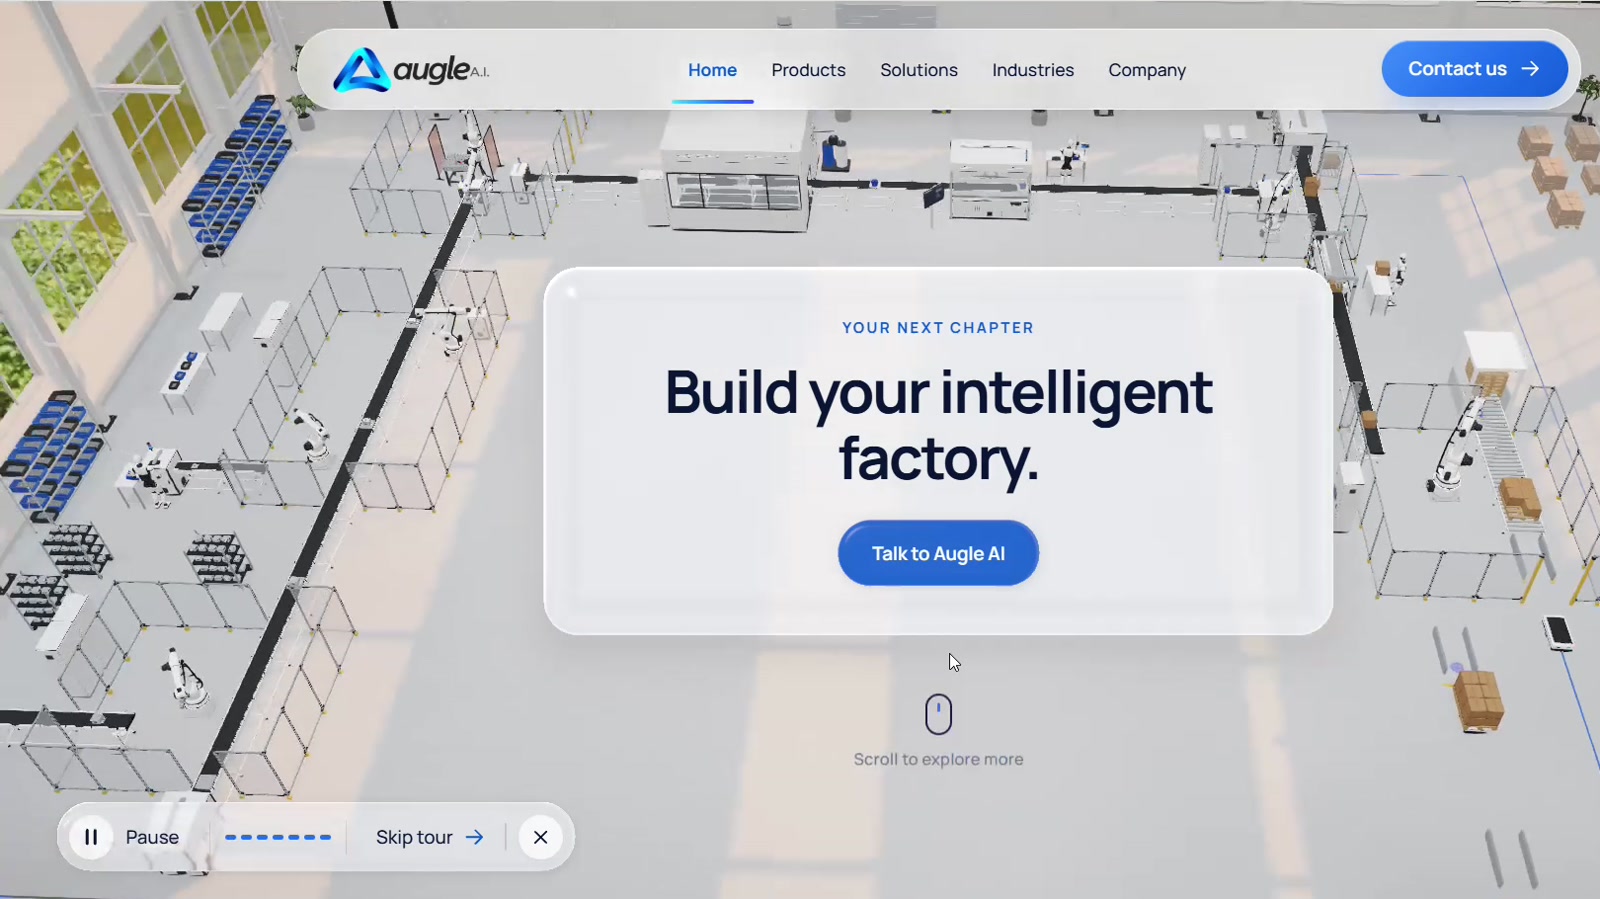 augle A.I.
Home
Products
Solutions
Industries
Company
Contact us
YOUR NEXT CHAPTER
Build your intelligent
factory.
Talk to Augle AI
Scroll to explore more
Pause
Skip tour